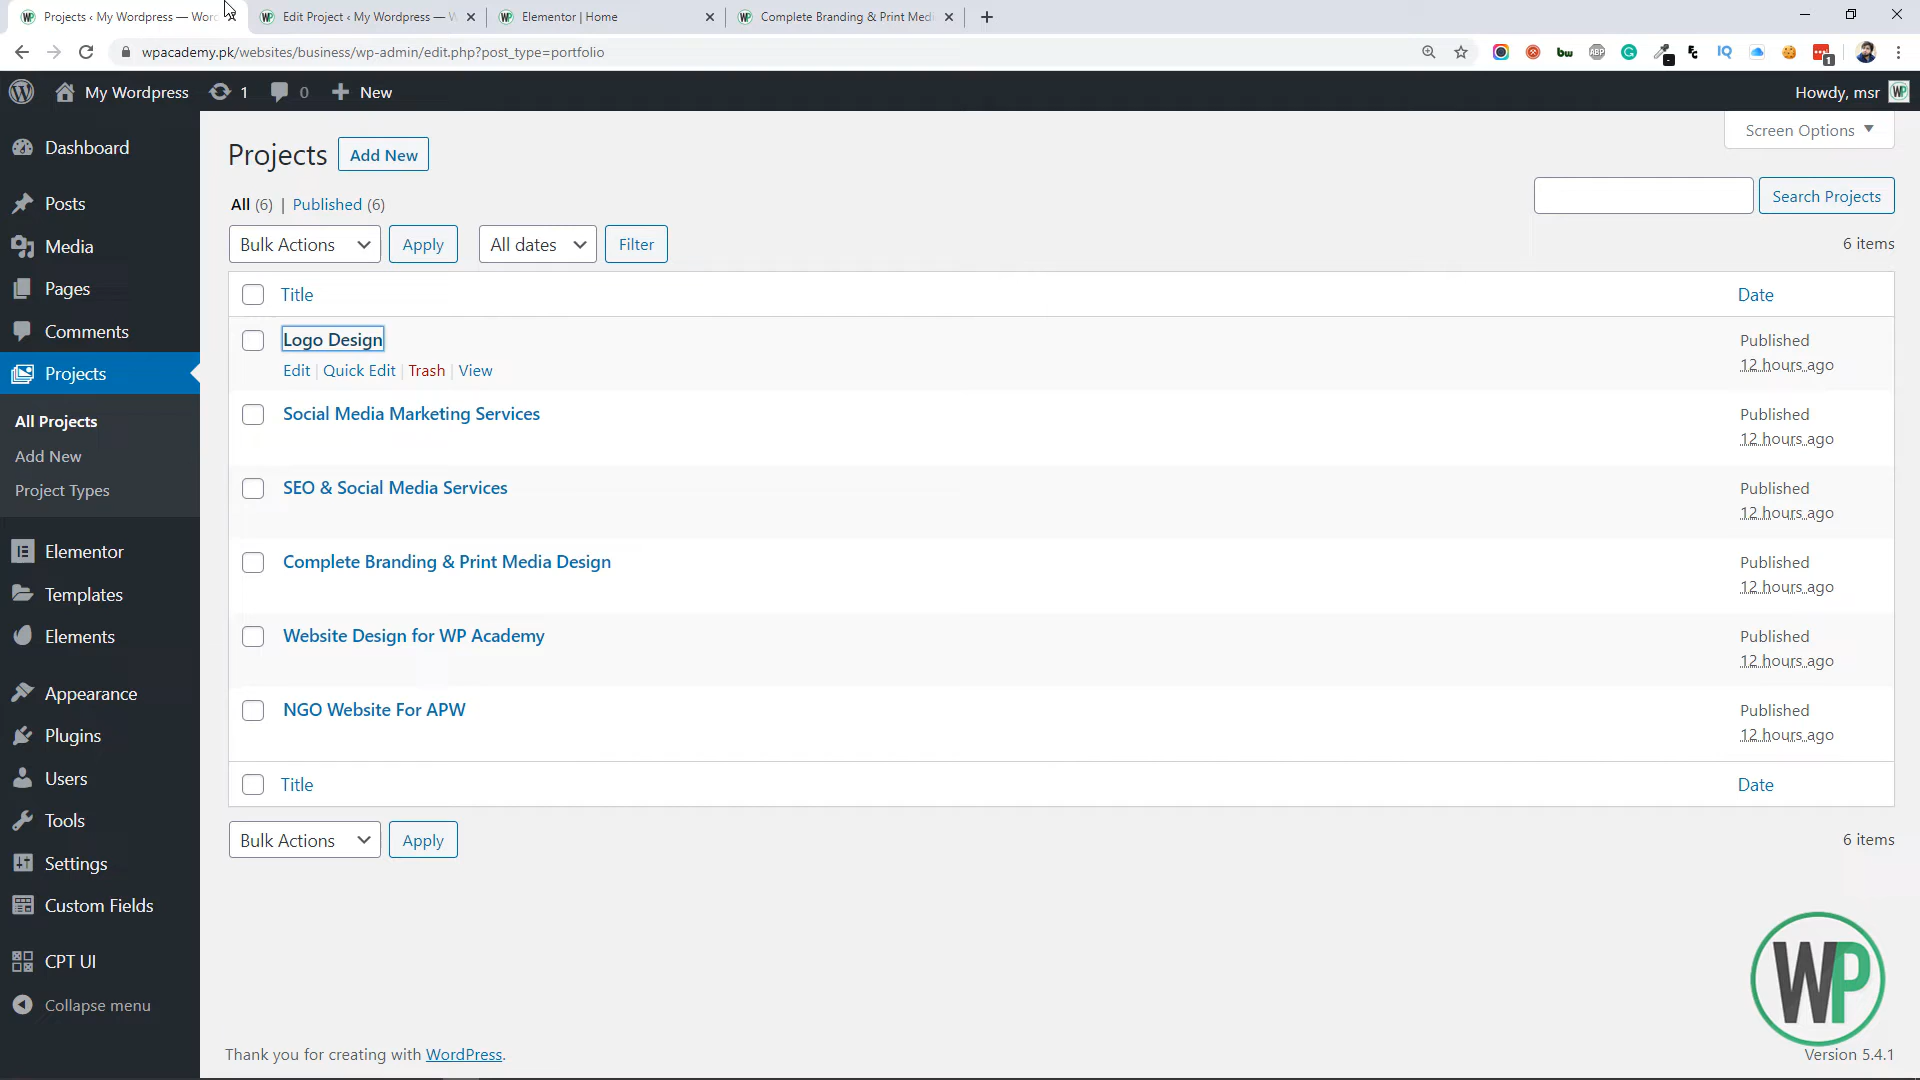 Projects ‹ My Wordpress — Word
Edit Project ‹ My Wordpress — W
Elementor | Home
Complete Branding & Print Medi
wpacademy.pk/websites/business/wp-admin/edit.php?post_type=portfolio
My Wordpress
1
0
New
Howdy, msr
Screen Options
Dashboard
Posts
Media
Pages
Comments
Projects
All Projects
Add New
Project Types
Elementor
Templates
Elements
Appearance
Plugins
Users
Tools
Settings
Custom Fields
CPT UI
Collapse menu
Projects
Add New
All (6) | Published (6)
Search Projects
Bulk Actions
Apply
All dates
Filter
6 items
Title
Date
Logo Design
Edit | Quick Edit | Trash | View
Published
12 hours ago
Social Media Marketing Services
Published
12 hours ago
SEO & Social Media Services
Published
12 hours ago
Complete Branding & Print Media Design
Published
12 hours ago
Website Design for WP Academy
Published
12 hours ago
NGO Website For APW
Published
12 hours ago
Title
Date
Bulk Actions
Apply
6 items
WP
Thank you for creating with WordPress.
Version 5.4.1